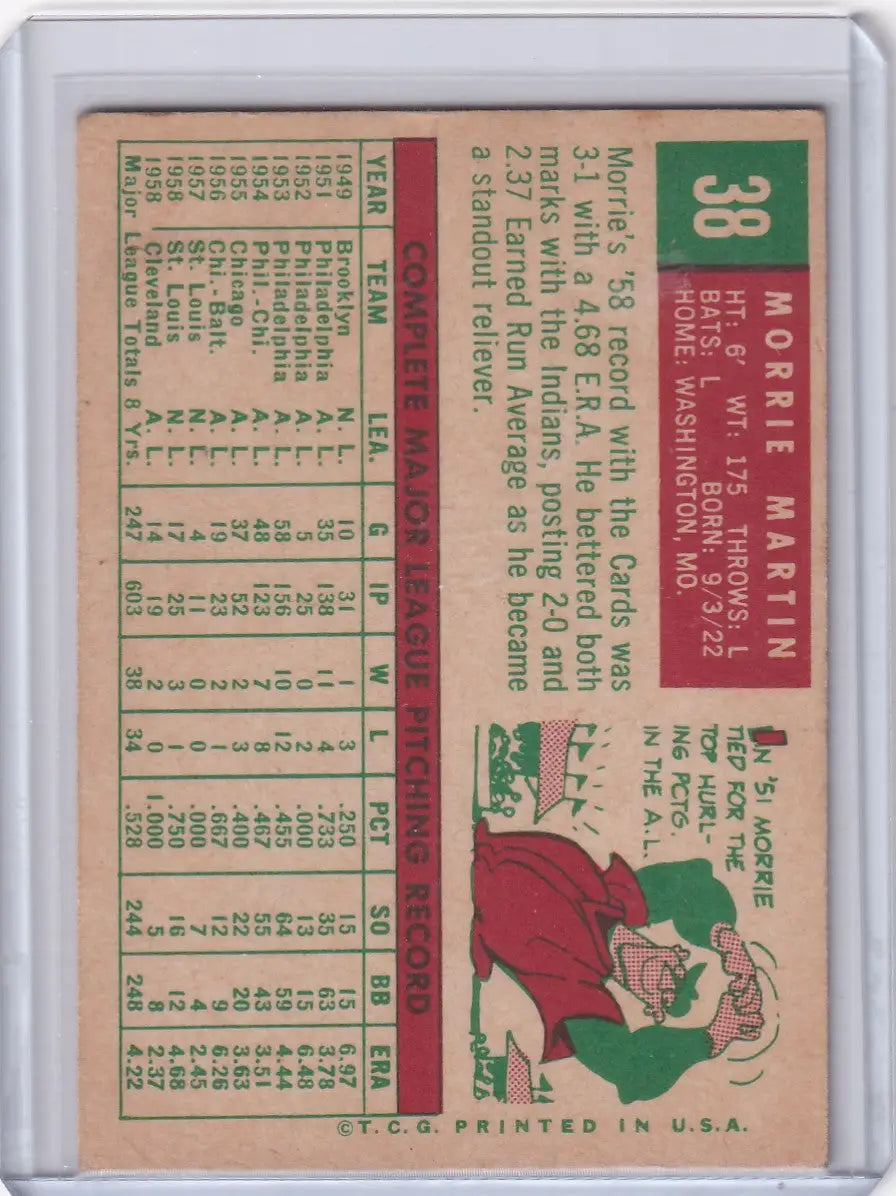 38
MORRIE MARTIN
HT: 6' WT: 175 THROWS: L
BATS: L BORN: 9/3/22
HOME: WASHINGTON, MO.
Morrie's '58 record with the Cards was
3-1 with a 4.68 E.R.A. He bettered both
marks with the Indians, posting 2-0 and
2.37 Earned Run Average as he became
a standout reliever.
IN '51 MORRIE
TIED FOR THE
TOP HURL-
ING PCTG.
IN THE A.L.
COMPLETE MAJOR LEAGUE PITCHING RECORD
YEAR TEAM LEA. G IP W L PCT SO BB ERA
1949 Brooklyn N. L. 10 31 1 3 .250 15 15 6.97
1951 Philadelphia A. L. 35 138 11 4 .733 35 63 3.78
1952 Philadelphia A. L. 5 25 0 2 .000 13 15 6.48
1953 Philadelphia A. L. 58 156 10 12 .455 64 59 4.44
1954 Phil.-Chi. A. L. 48 123 7 8 .467 55 43 3.51
1955 Chicago A. L. 37 52 2 3 .400 22 20 3.63
1956 Chi.-Balt. A. L. 19 23 2 1 .667 12 9 6.26
1957 St. Louis N. L. 4 11 0 0 .000 7 4 2.45
1958 St. Louis N. L. 17 25 3 1 .750 16 12 4.68
1958 Cleveland A. L. 14 19 2 0 1.000 5 8 2.37
Major League Totals 8 Yrs. 247 603 38 34 .528 244 248 4.22
©T.C.G. PRINTED IN U.S.A.